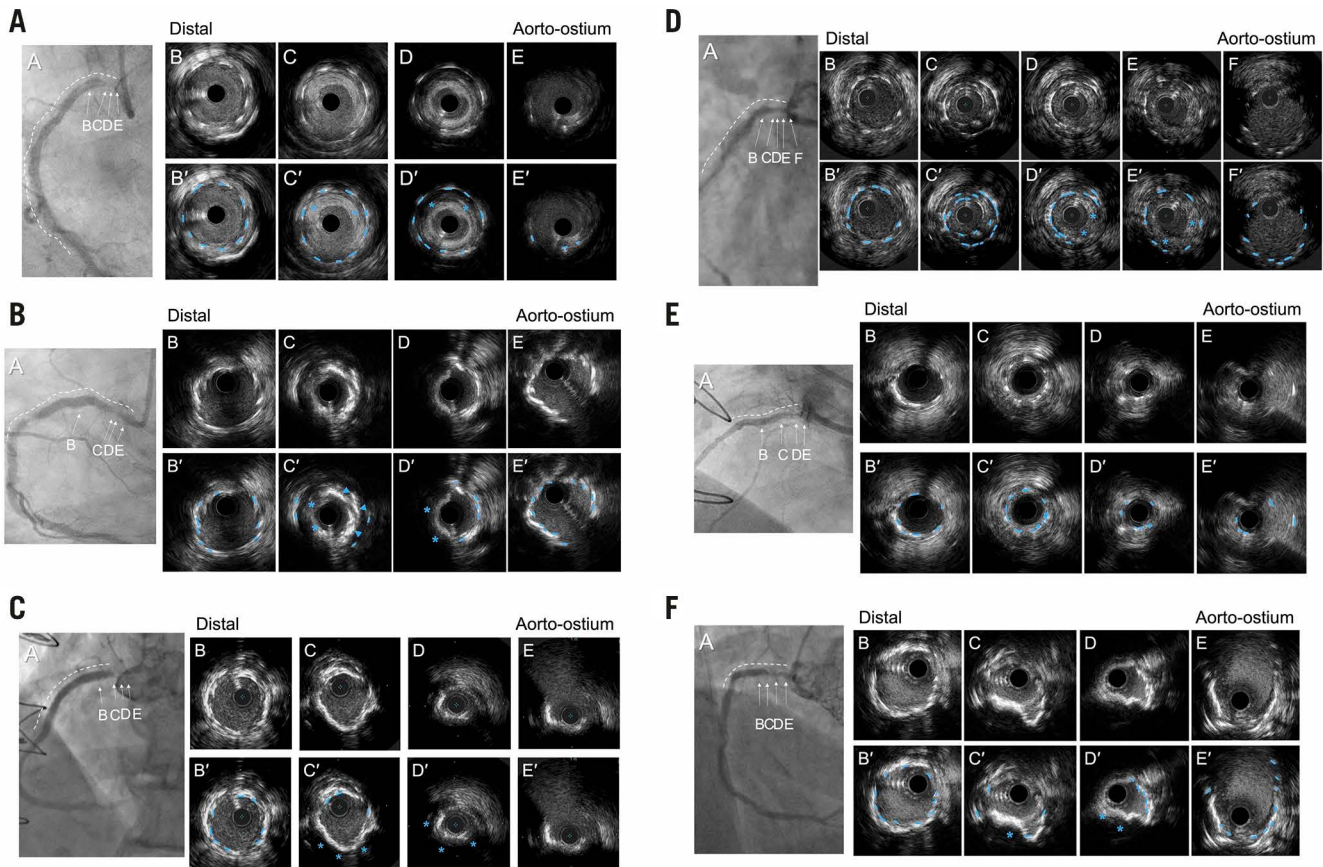 A
Distal
Aorto-ostium
A
B
C
D
E
BCDE
B′
C′
D′
*
E′
*
B
Distal
Aorto-ostium
A
B
C
D
E
B
CDE
B′
C′
*
*
D′
*
*
E′
C
Distal
Aorto-ostium
A
B
C
D
E
BCDE
B′
C′
* * *
D′
*
* *
E′
D
Distal
Aorto-ostium
A
B
C
D
E
F
B CDE F
B′
C′
*
D′
*
*
E′
*
*
F′
E
Distal
Aorto-ostium
A
B
C
D
E
B C DE
B′
C′
D′
E′
F
Distal
Aorto-ostium
A
B
C
D
E
BCDE
B′
C′
*
D′
* *
E′